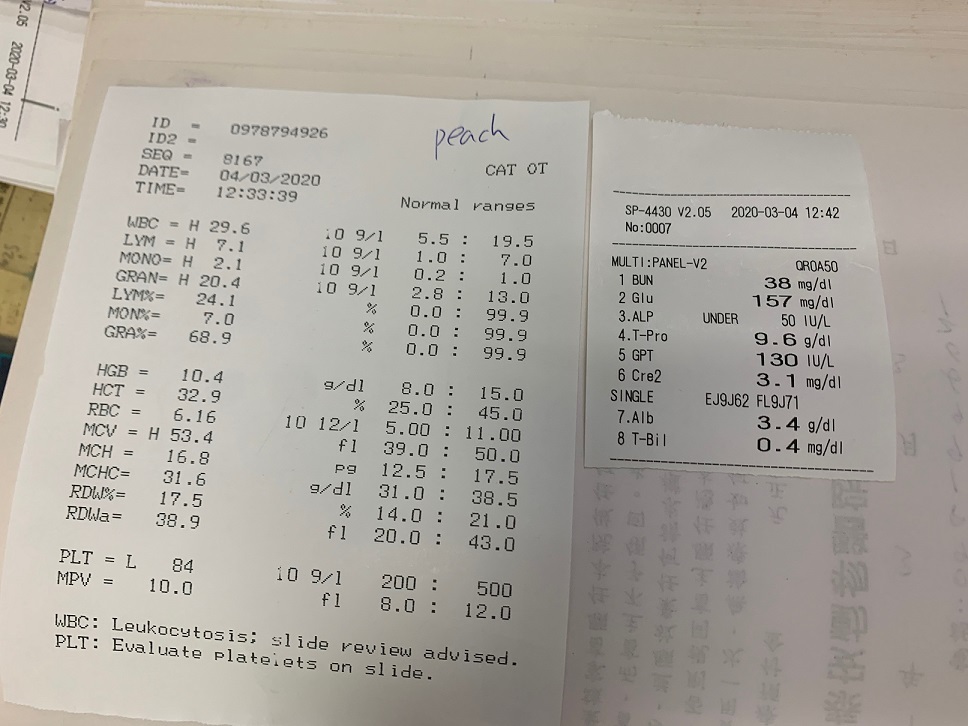 V2.05 2020-03-04 12:30
peach
ID = 0978794926
ID2 =
SEQ = 8167
DATE= 04/03/2020
TIME= 12:33:39
CAT OT
Normal ranges
WBC = H 29.6 10 9/l 5.5 : 19.5
LYM = H 7.1 10 9/l 1.0 : 7.0
MONO= H 2.1 10 9/l 0.2 : 1.0
GRAN= H 20.4 10 9/l 2.8 : 13.0
LYM%= 24.1 % 0.0 : 99.9
MON%= 7.0 % 0.0 : 99.9
GRA%= 68.9 % 0.0 : 99.9
HGB = 10.4 g/dl 8.0 : 15.0
HCT = 32.9 % 25.0 : 45.0
RBC = 6.16 10 12/l 5.00 : 11.00
MCV = H 53.4 fl 39.0 : 50.0
MCH = 16.8 pg 12.5 : 17.5
MCHC= 31.6 g/dl 31.0 : 38.5
RDW%= 17.5 % 14.0 : 21.0
RDWa= 38.9 fl 20.0 : 43.0
PLT = L 84 10 9/l 200 : 500
MPV = 10.0 fl 8.0 : 12.0
WBC: Leukocytosis; slide review advised.
PLT: Evaluate platelets on slide.
SP-4430 V2.05 2020-03-04 12:42
No:0007
MULTI:PANEL-V2 QR0A50
1 BUN 38 mg/dl
2 Glu 157 mg/dl
3.ALP UNDER 50 IU/L
4.T-Pro 9.6 g/dl
5 GPT 130 IU/L
6 Cre2 3.1 mg/dl
SINGLE EJ9J62 FL9J71
7.Alb 3.4 g/dl
8 T-Bil 0.4 mg/dl